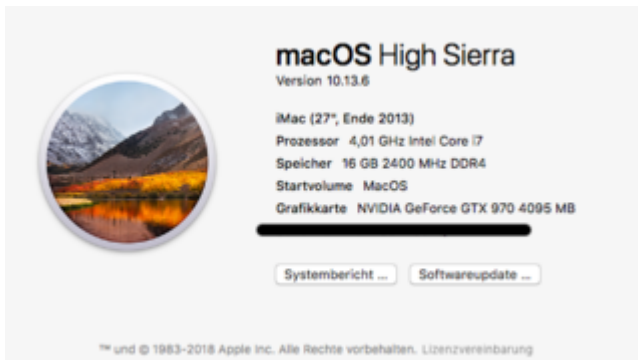 macOS High Sierra
Version 10.13.6
iMac (27", Ende 2013)
Prozessor 4,01 GHz Intel Core i7
Speicher 16 GB 2400 MHz DDR4
Startvolume MacOS
Grafikkarte NVIDIA GeForce GTX 970 4095 MB
Systembericht ... Softwareupdate ...
™ und © 1983-2018 Apple Inc. Alle Rechte vorbehalten. Lizenzvereinbarung